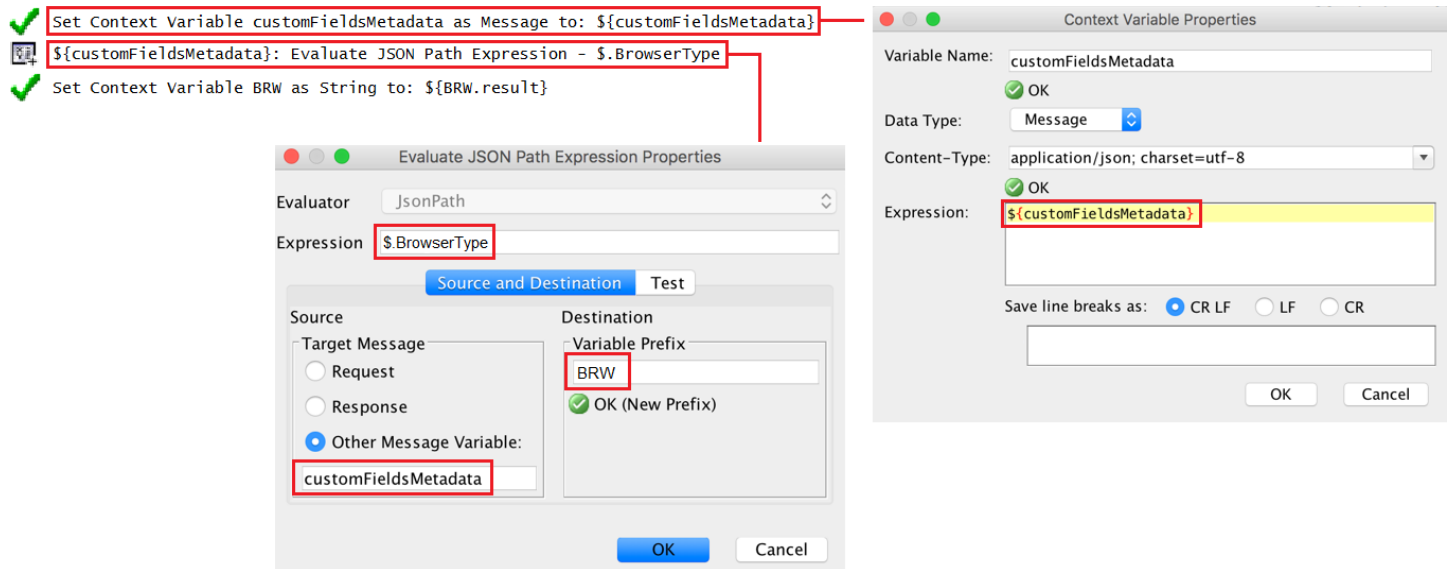 Set Context Variable customFieldsMetadata as Message to: ${customFieldsMetadata}
${customFieldsMetadata}: Evaluate JSON Path Expression - $.BrowserType
Set Context Variable BRW as String to: ${BRW.result}
Evaluate JSON Path Expression Properties
Evaluator JsonPath
Expression $.BrowserType
Source and Destination Test
Source
Target Message
Request
Response
Other Message Variable:
customFieldsMetadata
Destination
Variable Prefix
BRW
OK (New Prefix)
OK Cancel
Context Variable Properties
Variable Name: customFieldsMetadata
OK
Data Type: Message
Content-Type: application/json; charset=utf-8
OK
Expression: ${customFieldsMetadata}
Save line breaks as: CR LF LF CR
OK Cancel